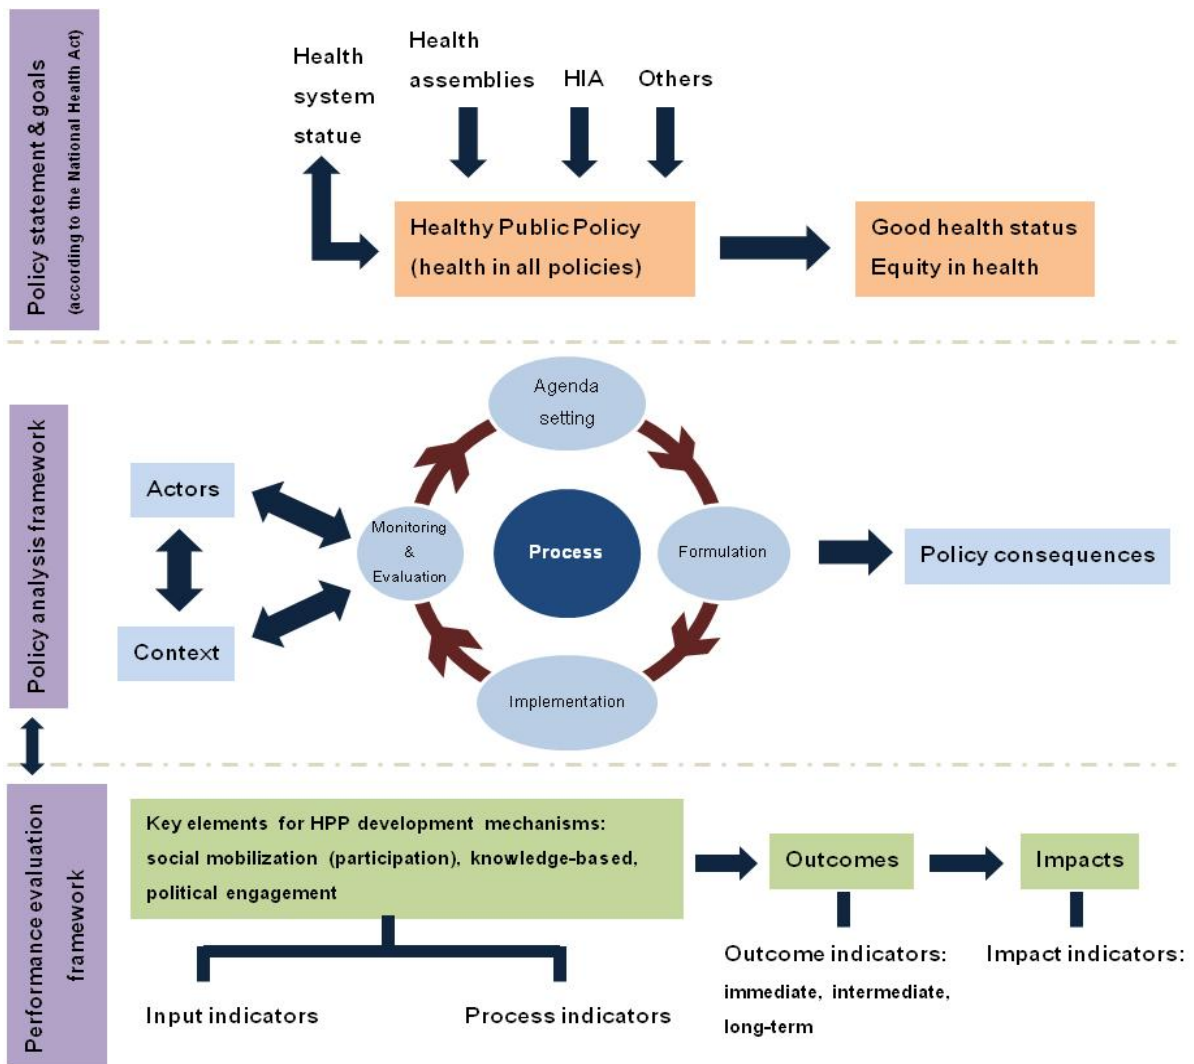 Policy statement & goals
(according to the National Health Act)
Health
system
statue
Health
assemblies
HIA
Others
Healthy Public Policy
(health in all policies)
Good health status
Equity in health
Policy analysis framework
Actors
Context
Agenda
setting
Monitoring
&
Evaluation
Process
Formulation
Implementation
Policy consequences
Performance evaluation
framework
Key elements for HPP development mechanisms:
social mobilization (participation), knowledge-based,
political engagement
Outcomes
Impacts
Input indicators
Process indicators
Outcome indicators:
immediate, intermediate,
long-term
Impact indicators: